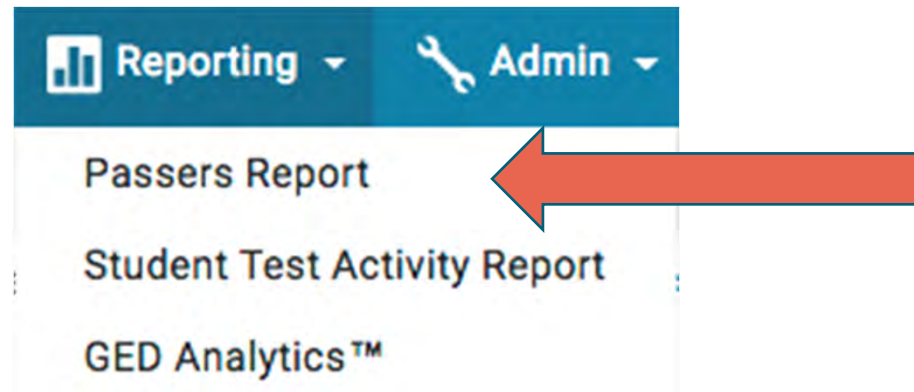 Reporting Admin
Passers Report
Student Test Activity Report
GED Analytics™